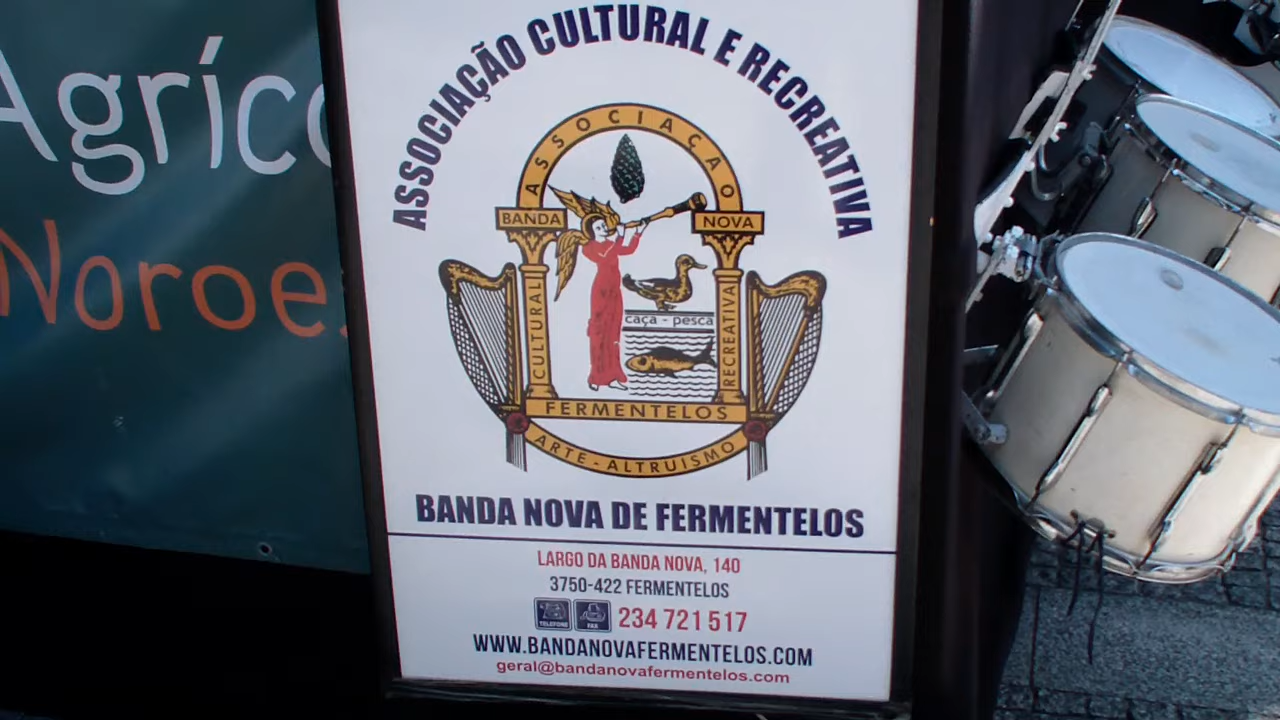 Agríco
Noroes
ASSOCIAÇÃO CULTURAL E RECREATIVA
ASSOCIAÇÃO
BANDA NOVA
CULTURAL
RECREATIVA
caça - pesca
FERMENTELOS
ARTE - ALTRUISMO
BANDA NOVA DE FERMENTELOS
LARGO DA BANDA NOVA, 140
3750-422 FERMENTELOS
TELEFONE FAX 234 721 517
WWW.BANDANOVAFERMENTELOS.COM
geral@bandanovafermentelos.com